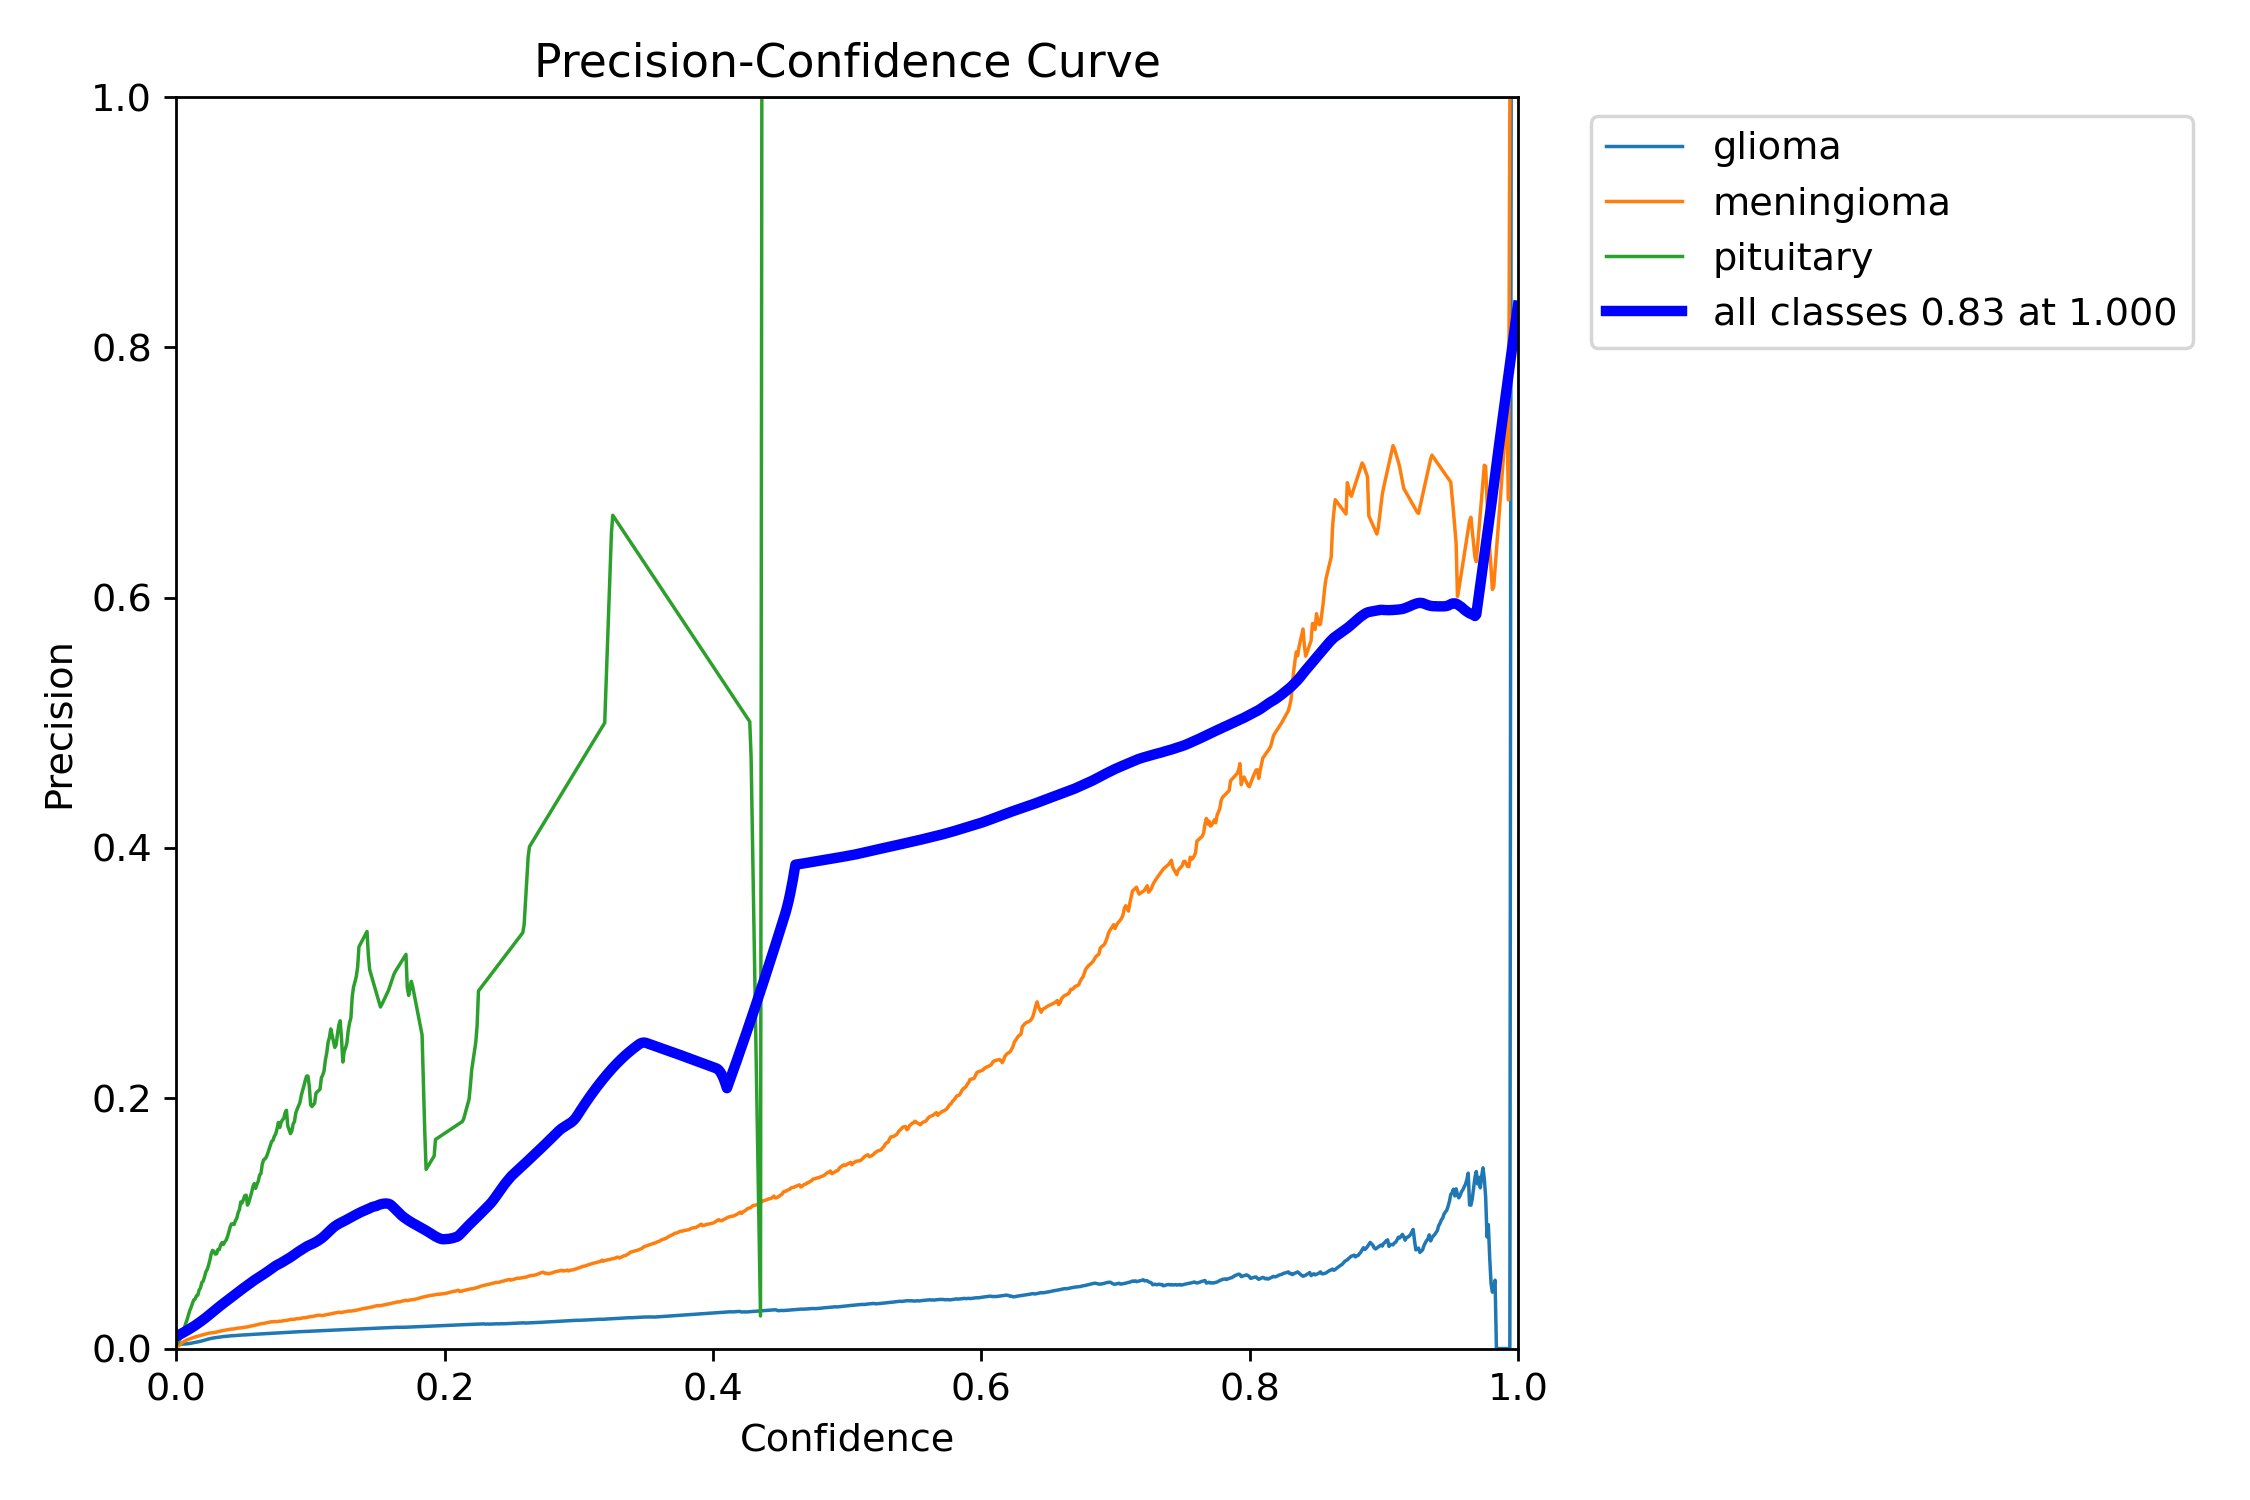 Precision-Confidence Curve
1.0
0.8
0.6
0.4
0.2
0.0
Precision
0.0 0.2 0.4 0.6 0.8 1.0
Confidence
glioma
meningioma
pituitary
all classes 0.83 at 1.000